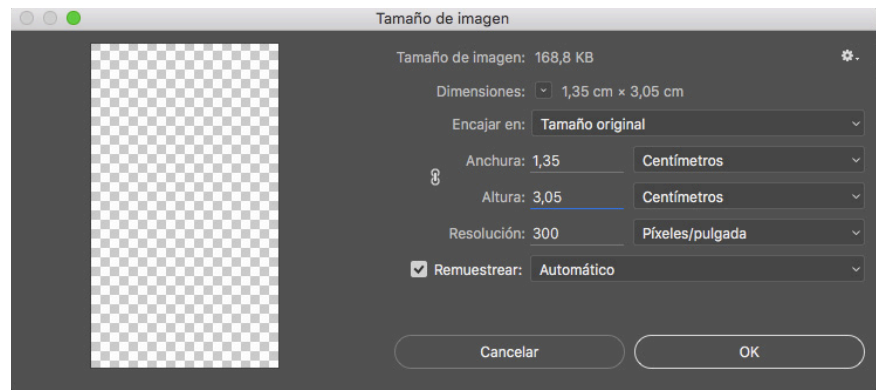 Tamaño de imagen
Tamaño de imagen: 168,8 KB
Dimensiones: 1,35 cm × 3,05 cm
Encajar en: Tamaño original
Anchura: 1,35 Centímetros
Altura: 3,05 Centímetros
Resolución: 300 Píxeles/pulgada
Remuestrear: Automático
Cancelar OK